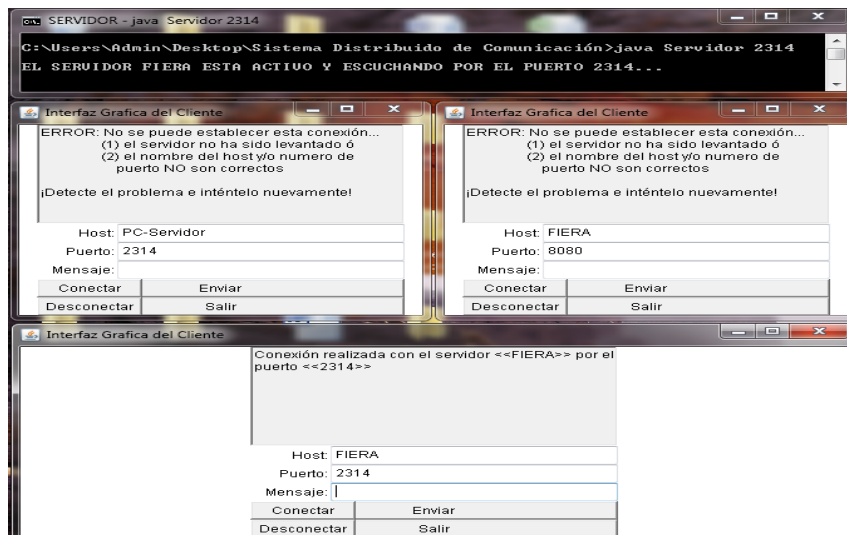 SERVIDOR - java Servidor 2314
C:\Users\Admin\Desktop\Sistema Distribuido de Comunicación>java Servidor 2314
EL SERVIDOR FIERA ESTA ACTIVO Y ESCUCHANDO POR EL PUERTO 2314...
Interfaz Grafica del Cliente
ERROR: No se puede establecer esta conexión...
(1) el servidor no ha sido levantado ó
(2) el nombre del host y/o numero de
puerto NO son correctos
¡Detecte el problema e inténtelo nuevamente!
Host: PC-Servidor
Puerto: 2314
Mensaje:
Conectar Enviar
Desconectar Salir
Interfaz Grafica del Cliente
ERROR: No se puede establecer esta conexión...
(1) el servidor no ha sido levantado ó
(2) el nombre del host y/o numero de
puerto NO son correctos
¡Detecte el problema e inténtelo nuevamente!
Host: FIERA
Puerto: 8080
Mensaje:
Conectar Enviar
Desconectar Salir
Interfaz Grafica del Cliente
Conexión realizada con el servidor <<FIERA>> por el
puerto <<2314>>
Host: FIERA
Puerto: 2314
Mensaje:
Conectar Enviar
Desconectar Salir